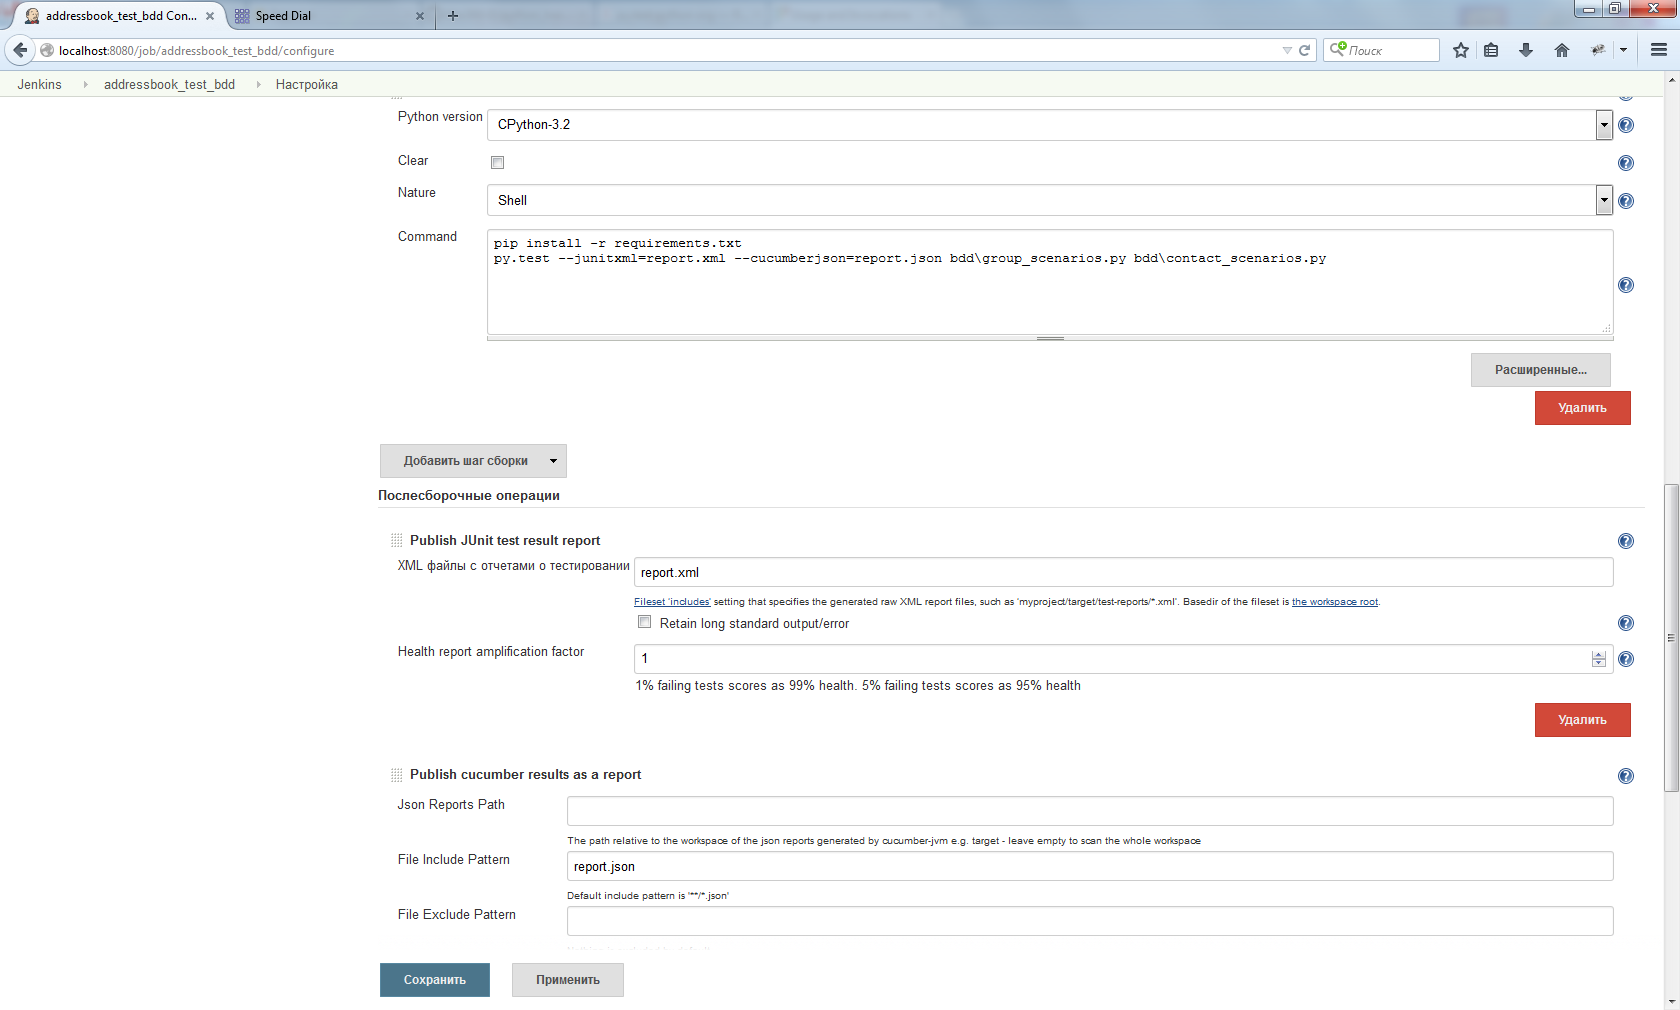 addressbook_test_bdd Con...
Speed Dial
localhost:8080/job/addressbook_test_bdd/configure
Поиск
Jenkins
addressbook_test_bdd
Настройка
Python version
CPython-3.2
Clear
Nature
Shell
Command
pip install -r requirements.txt
py.test --junitxml=report.xml --cucumberjson=report.json bdd\group_scenarios.py bdd\contact_scenarios.py
Расширенные...
Удалить
Добавить шаг сборки
Послесборочные операции
Publish JUnit test result report
XML файлы с отчетами о тестировании
report.xml
Fileset 'includes' setting that specifies the generated raw XML report files, such as 'myproject/target/test-reports/*.xml'. Basedir of the fileset is the workspace root.
Retain long standard output/error
Health report amplification factor
1
1% failing tests scores as 99% health. 5% failing tests scores as 95% health
Удалить
Publish cucumber results as a report
Json Reports Path
The path relative to the workspace of the json reports generated by cucumber-jvm e.g. target - leave empty to scan the whole workspace
File Include Pattern
report.json
Default include pattern is '**/*.json'
File Exclude Pattern
Сохранить
Применить